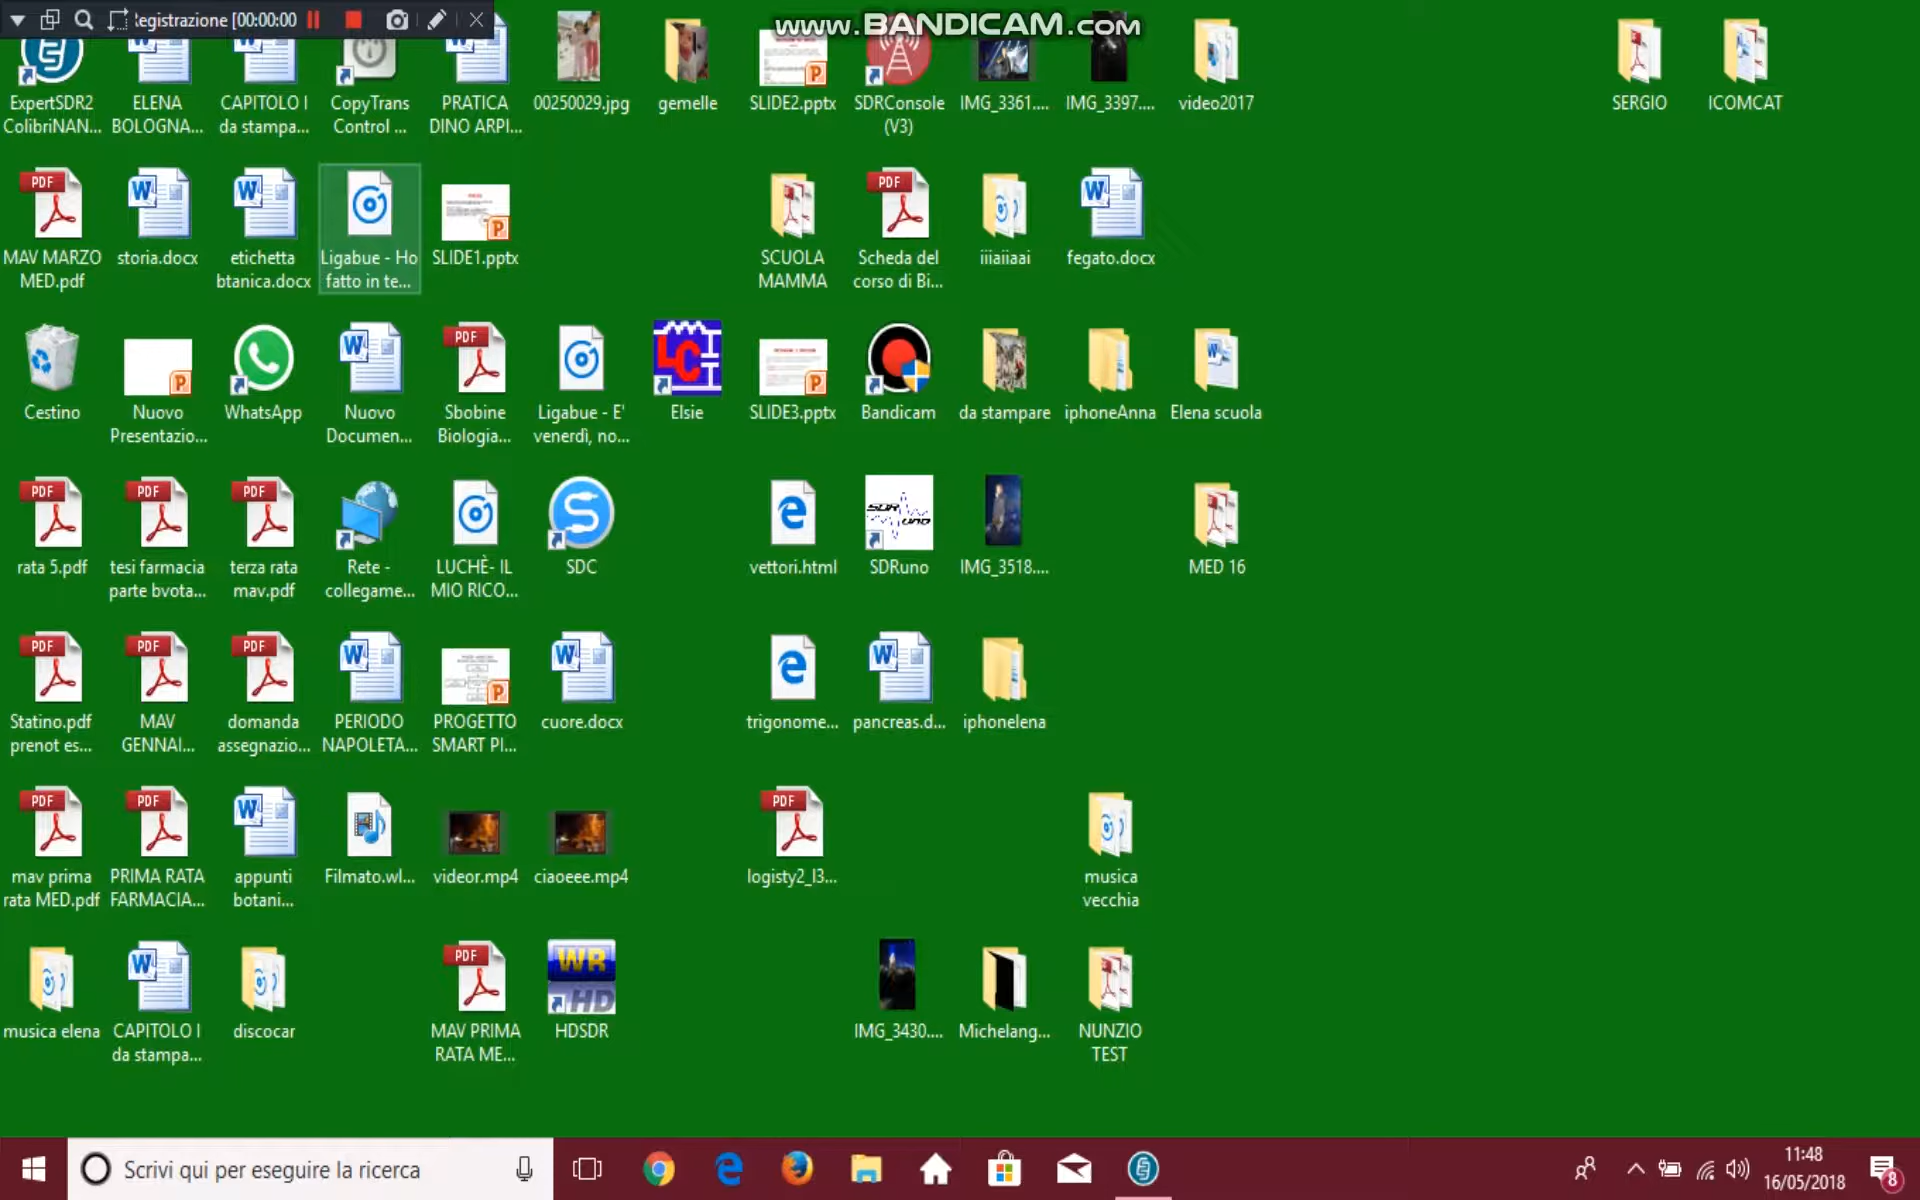 Registrazione [00:00:00
www.BANDICAM.com
ExpertSDR2
ColibriNAN...
ELENA
BOLOGNA...
CAPITOLO I
da stampa...
CopyTrans
Control ...
PRATICA
DINO ARPI...
00250029.jpg
gemelle
SLIDE2.pptx
SDRConsole
(V3)
IMG_3361....
IMG_3397....
video2017
SERGIO
ICOMCAT
MAV MARZO
MED.pdf
storia.docx
etichetta
btanica.docx
Ligabue - Ho
fatto in te...
SLIDE1.pptx
SCUOLA
MAMMA
Scheda del
corso di Bi...
iiiaiiaai
fegato.docx
Cestino
Nuovo
Presentazio...
WhatsApp
Nuovo
Documen...
Sbobine
Biologia...
Ligabue - E'
venerdì, no...
Elsie
SLIDE3.pptx
Bandicam
da stampare
iphoneAnna
Elena scuola
rata 5.pdf
tesi farmacia
parte bvota...
terza rata
mav.pdf
Rete -
collegame...
LUCHÈ- IL
MIO RICO...
SDC
vettori.html
SDRuno
IMG_3518....
MED 16
Statino.pdf
prenot es...
MAV
GENNAI...
domanda
assegnazio...
PERIODO
NAPOLETA...
PROGETTO
SMART PI...
cuore.docx
trigonome...
pancreas.d...
iphonelena
mav prima
rata MED.pdf
PRIMA RATA
FARMACIA...
appunti
botani...
Filmato.wl...
videor.mp4
ciaoeee.mp4
logisty2_l3...
musica
vecchia
musica elena
CAPITOLO I
da stampa...
discocar
MAV PRIMA
RATA ME...
WR
HD
HDSDR
IMG_3430....
Michelang...
NUNZIO
TEST
Scrivi qui per eseguire la ricerca
11:48
16/05/2018
8